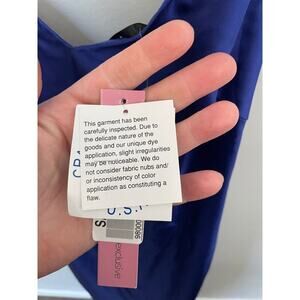 This garment has been
carefully inspected. Due to
the delicate nature of the
goods and our unique dye
application, slight irregularities
may be noticeable. We do
not consider fabric nubs and/
or inconsistency of color
application as constituting a
flaw.
U.S.A
980086
exclusive